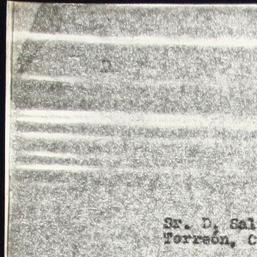 Sr. D, Sal
Torreón, C